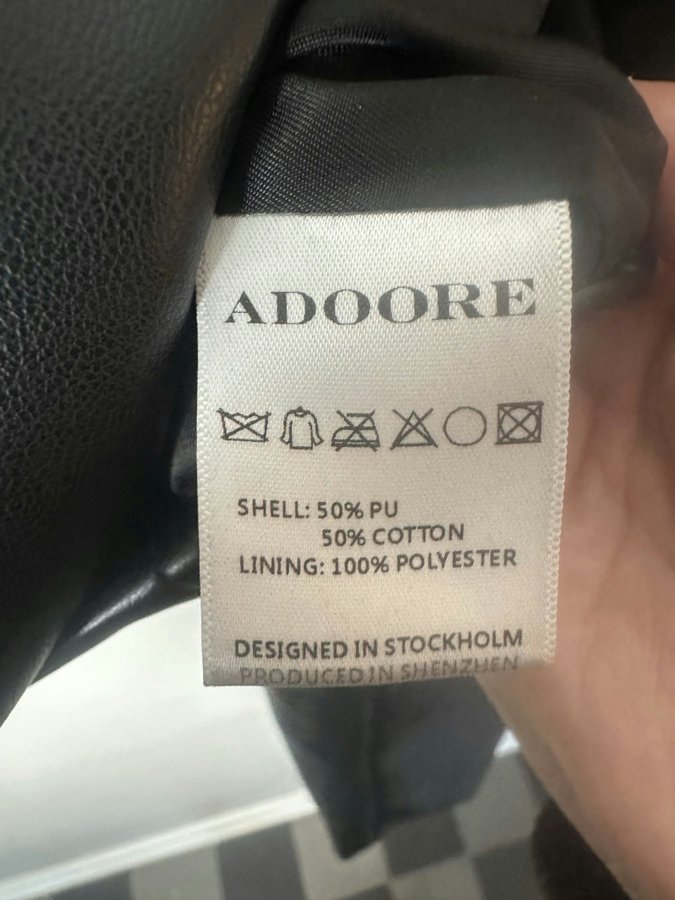 ADOORE
SHELL: 50% PU
50% COTTON
LINING: 100% POLYESTER
DESIGNED IN STOCKHOLM
PRODUCED IN SHENZHEN